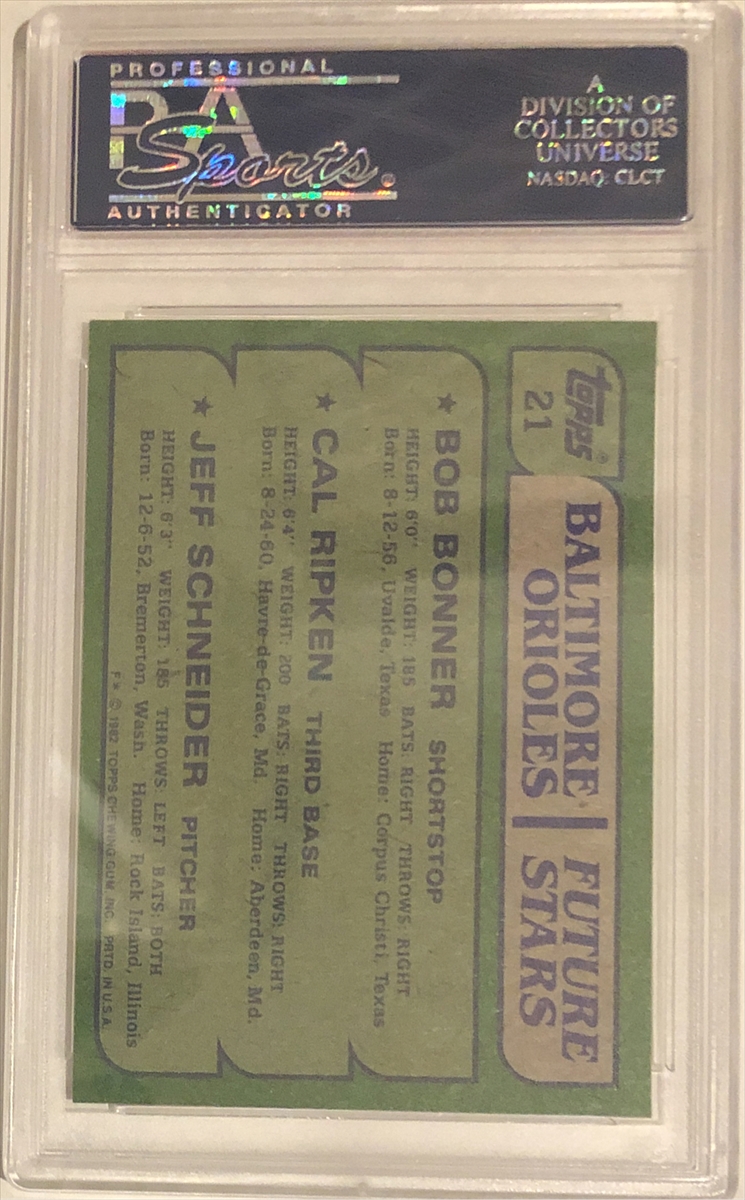 PROFESSIONAL
PSA
Sports
AUTHENTICATOR
A
DIVISION OF
COLLECTORS
UNIVERSE
NASDAQ: CLCT
TOPPS®
21
BALTIMORE
ORIOLES
FUTURE
STARS
★ BOB BONNER SHORTSTOP
HEIGHT: 6'0" WEIGHT: 185 BATS: RIGHT THROWS: RIGHT
Born: 8-12-56, Uvalde, Texas Home: Corpus Christi, Texas
★ CAL RIPKEN THIRD BASE
HEIGHT: 6'4" WEIGHT: 200 BATS: RIGHT THROWS: RIGHT
Born: 8-24-60, Havre-de-Grace, Md. Home: Aberdeen, Md.
★ JEFF SCHNEIDER PITCHER
HEIGHT: 6'3" WEIGHT: 185 THROWS: LEFT BATS: BOTH
Born: 12-6-52, Bremerton, Wash. Home: Rock Island, Illinois
F* © 1982 TOPPS CHEWING GUM, INC. PRTD. IN U.S.A.